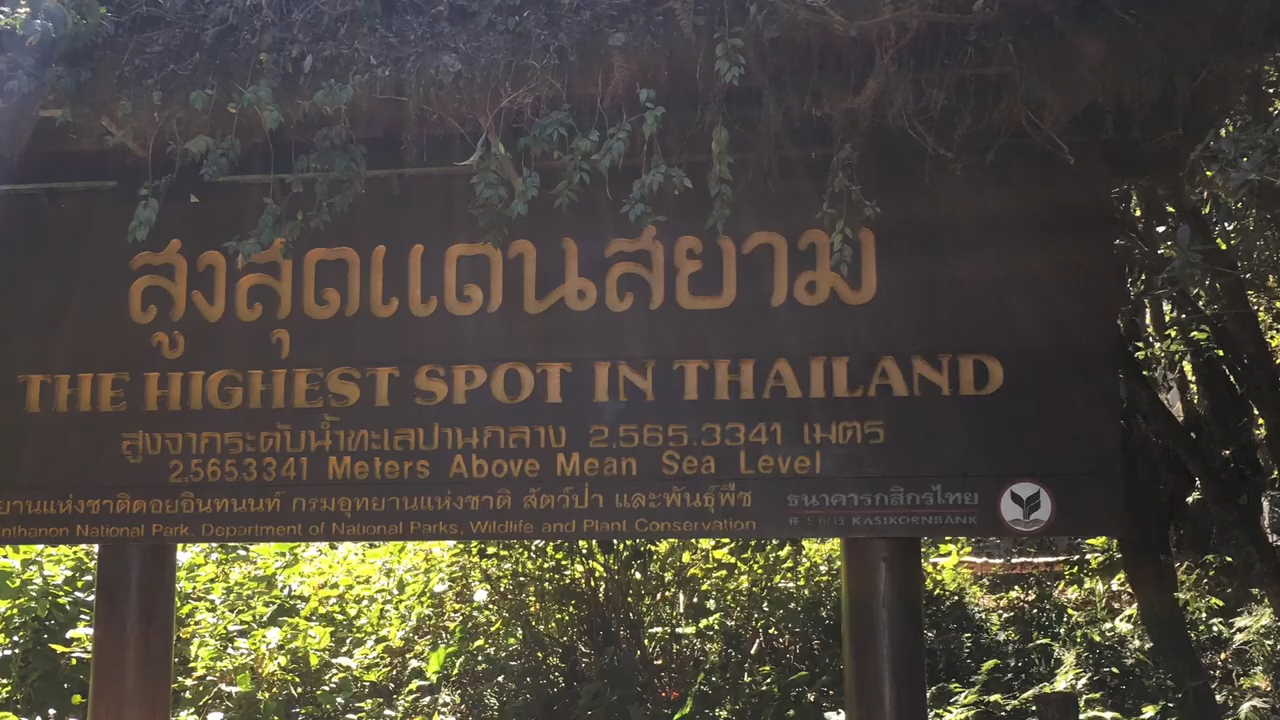 สูงสุดแดนสยาม
THE HIGHEST SPOT IN THAILAND
สูงจากระดับน้ำทะเลปานกลาง 2,565.3341 เมตร
2,565.3341 Meters Above Mean Sea Level
ยานแห่งชาติดอยอินทนนท์ กรมอุทยานแห่งชาติ สัตว์ป่า และพันธุ์พืช
nthanon National Park, Department of National Parks, Wildlife and Plant Conservation
ธนาคารกสิกรไทย
KASIKORNBANK